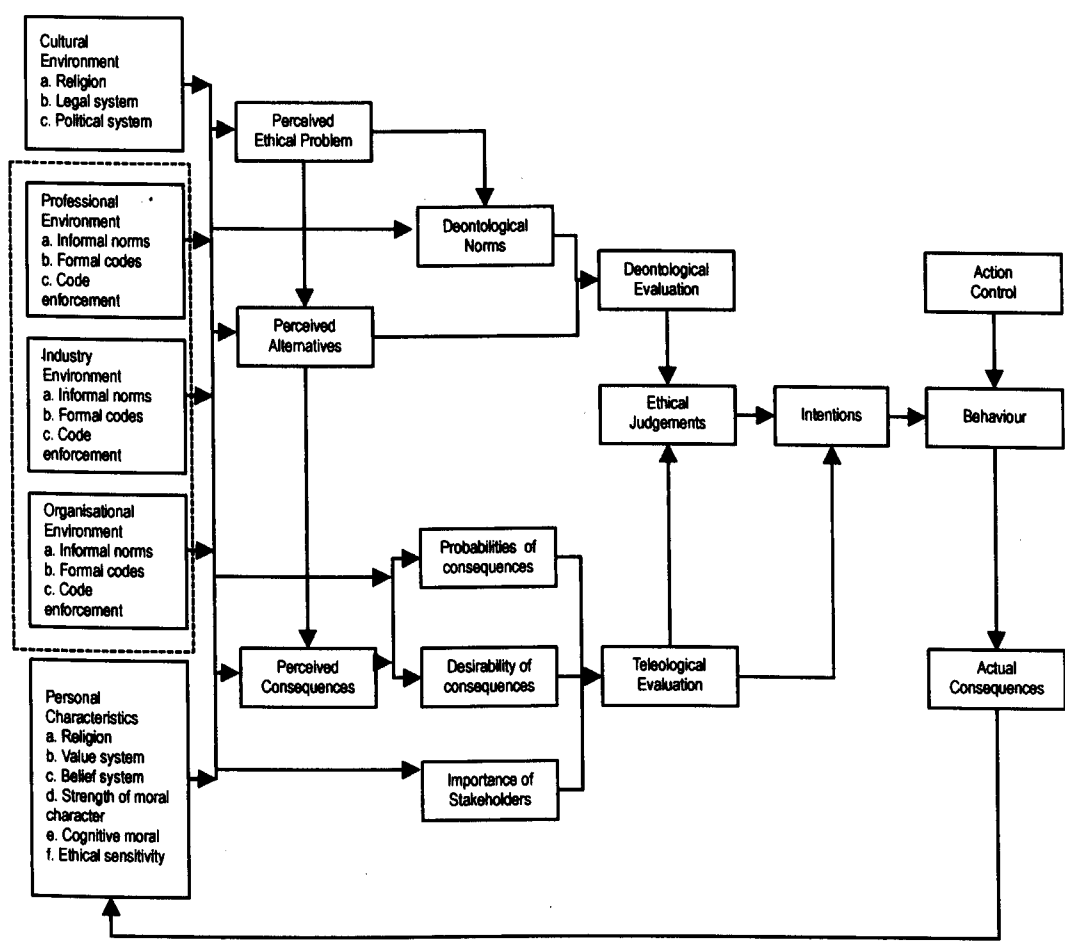 Cultural
Environment
a. Religion
b. Legal system
c. Political system
Professional
Environment
a. Informal norms
b. Formal codes
c. Code
enforcement
Industry
Environment
a. Informal norms
b. Formal codes
c. Code
enforcement
Organisational
Environment
a. Informal norms
b. Formal codes
c. Code
enforcement
Personal
Characteristics
a. Religion
b. Value system
c. Belief system
d. Strength of moral
character
e. Cognitive moral
f. Ethical sensitivity
Perceived
Ethical Problem
Perceived
Alternatives
Perceived
Consequences
Deontological
Norms
Probabilities of
consequences
Desirability of
consequences
Importance of
Stakeholders
Deontological
Evaluation
Ethical
Judgements
Teleological
Evaluation
Intentions
Action
Control
Behaviour
Actual
Consequences